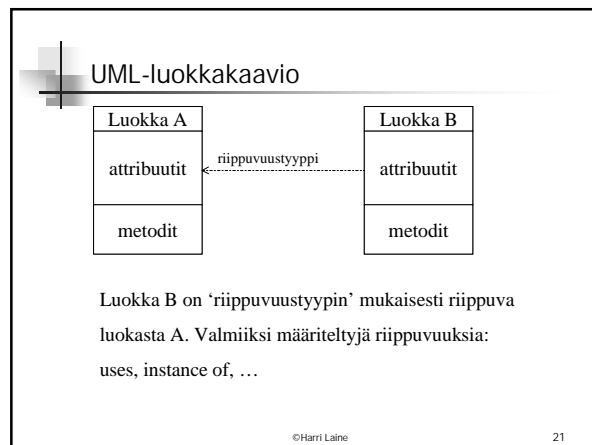 UML-luokkakaavio
Luokka A
Luokka B
attribuutit
riippuvuustyyppi
attribuutit
metodit
metodit
Luokka B on ‘riippuvuustyypin’ mukaisesti riippuva
luokasta A. Valmiiksi määriteltyjä riippuvuuksia:
uses, instance of, …
©Harri Laine
21